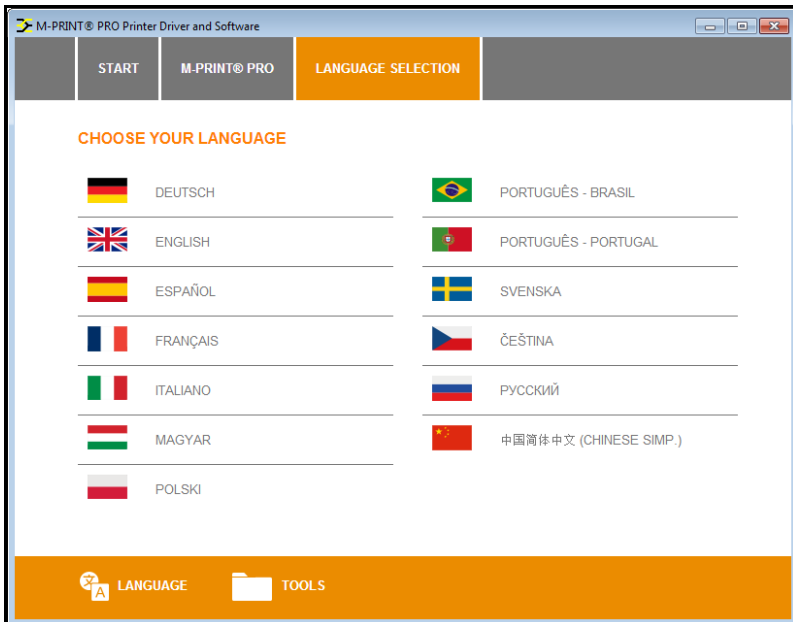 M-PRINT® PRO Printer Driver and Software
START
M-PRINT® PRO
LANGUAGE SELECTION
CHOOSE YOUR LANGUAGE
DEUTSCH
ENGLISH
ESPAÑOL
FRANÇAIS
ITALIANO
MAGYAR
POLSKI
PORTUGUÊS - BRASIL
PORTUGUÊS - PORTUGAL
SVENSKA
ČEŠTINA
РУССКИЙ
中国简体中文 (CHINESE SIMP.)
LANGUAGE
TOOLS